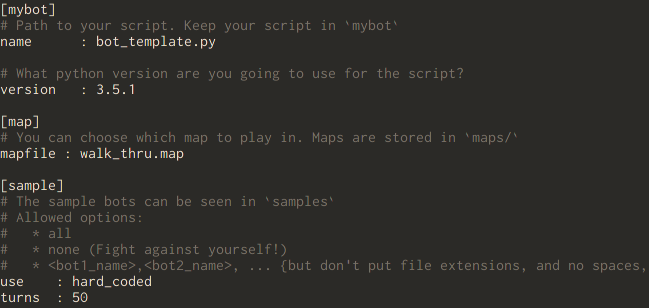 [mybot]
# Path to your script. Keep your script in `mybot`
name      : bot_template.py

# What python version are you going to use for the script?
version   : 3.5.1

[map]
# You can choose which map to play in. Maps are stored in `maps/`
mapfile : walk_thru.map

[sample]
# The sample bots can be seen in `samples`
# Allowed options:
#   * all
#   * none (Fight against yourself!)
#   * <bot1_name>,<bot2_name>, ... {but don't put file extensions, and no spaces,
use    : hard_coded
turns  : 50